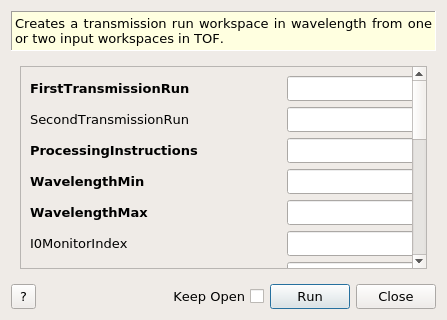 Creates a transmission run workspace in wavelength from one
or two input workspaces in TOF.
FirstTransmissionRun
SecondTransmissionRun
ProcessingInstructions
WavelengthMin
WavelengthMax
I0MonitorIndex
? Keep Open Run Close